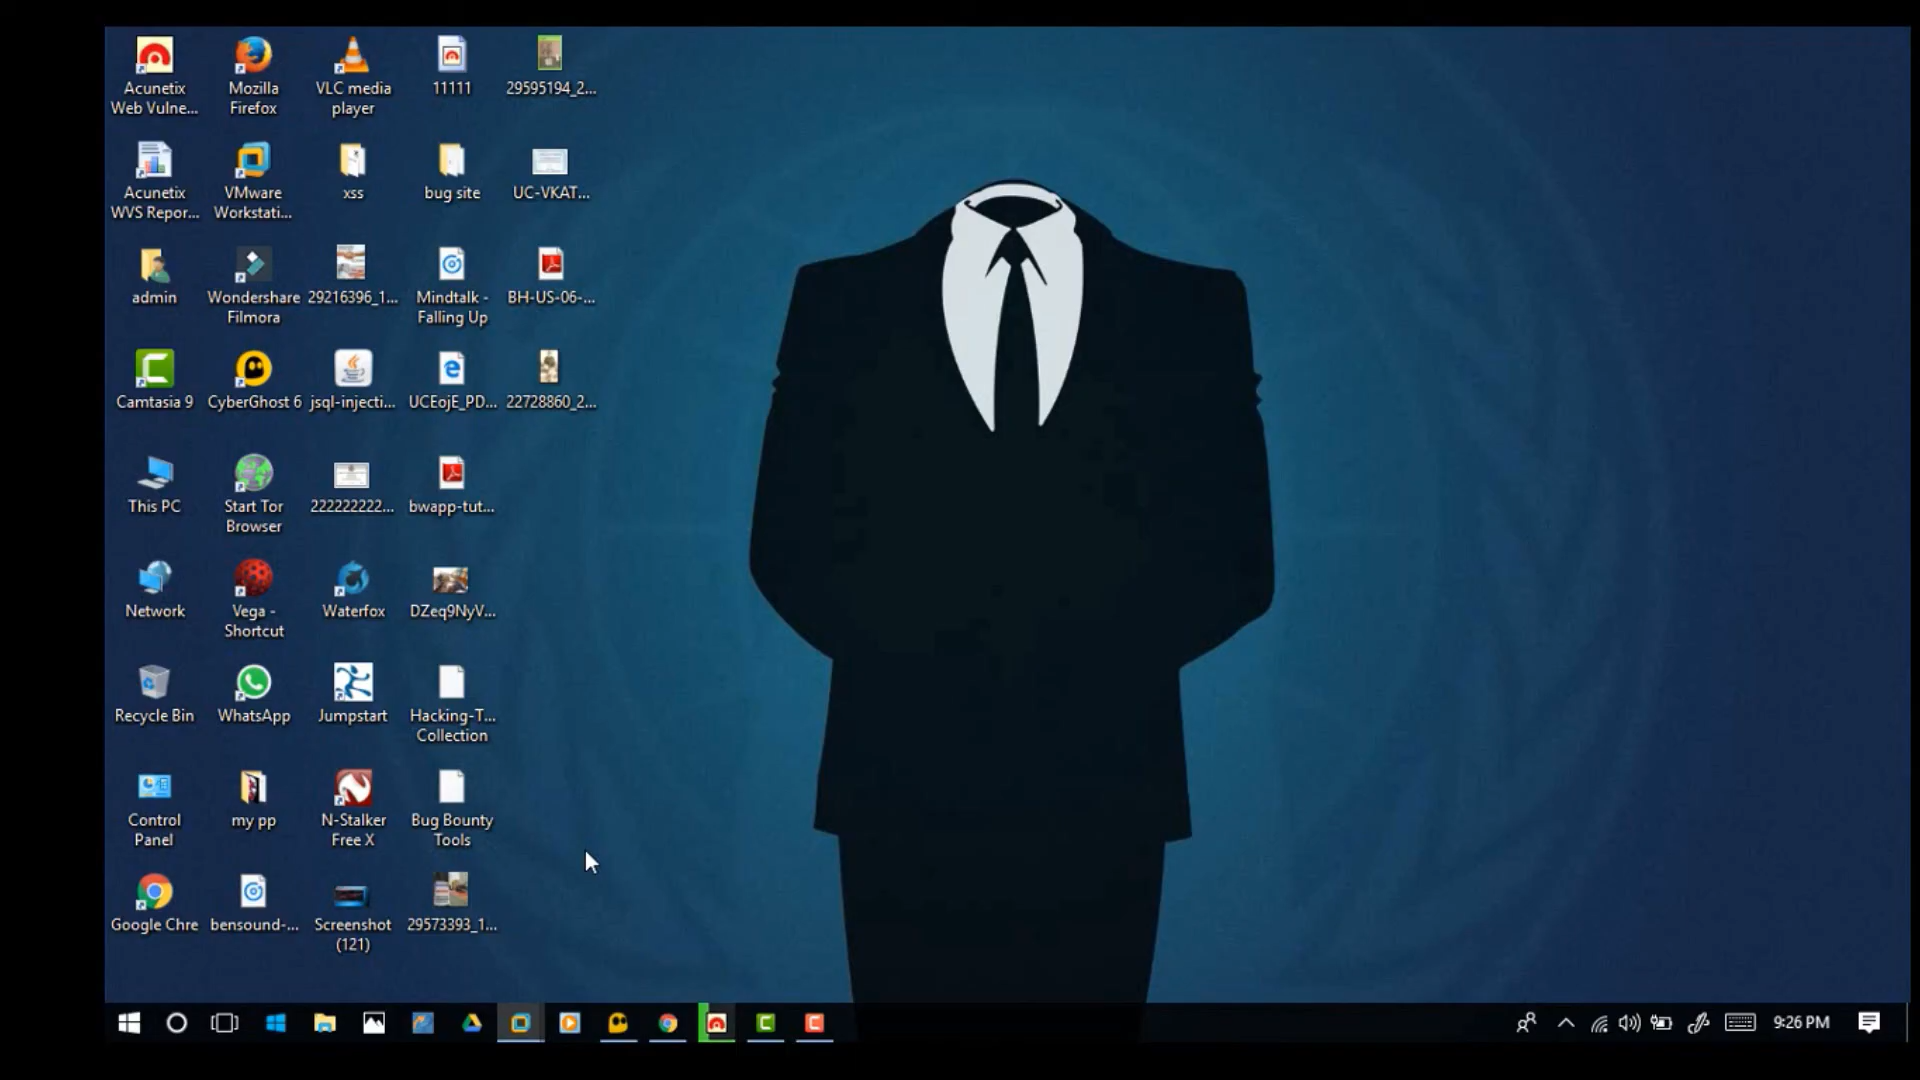 Acunetix
Web Vulne...
Mozilla
Firefox
VLC media
player
11111
29595194_2...
Acunetix
WVS Repor...
VMware
Workstati...
xss
bug site
UC-VKAT...
admin
Wondershare
Filmora
29216396_1...
Mindtalk -
Falling Up
BH-US-06-...
Camtasia 9
CyberGhost 6
jsql-injecti...
UCEojE_PD...
22728860_2...
This PC
Start Tor
Browser
222222222...
bwapp-tut...
Network
Vega -
Shortcut
Waterfox
DZeq9NyV...
Recycle Bin
WhatsApp
Jumpstart
Hacking-T...
Collection
Control
Panel
my pp
N-Stalker
Free X
Bug Bounty
Tools
Google Chre
bensound-...
Screenshot
(121)
29573393_1...
9:26 PM